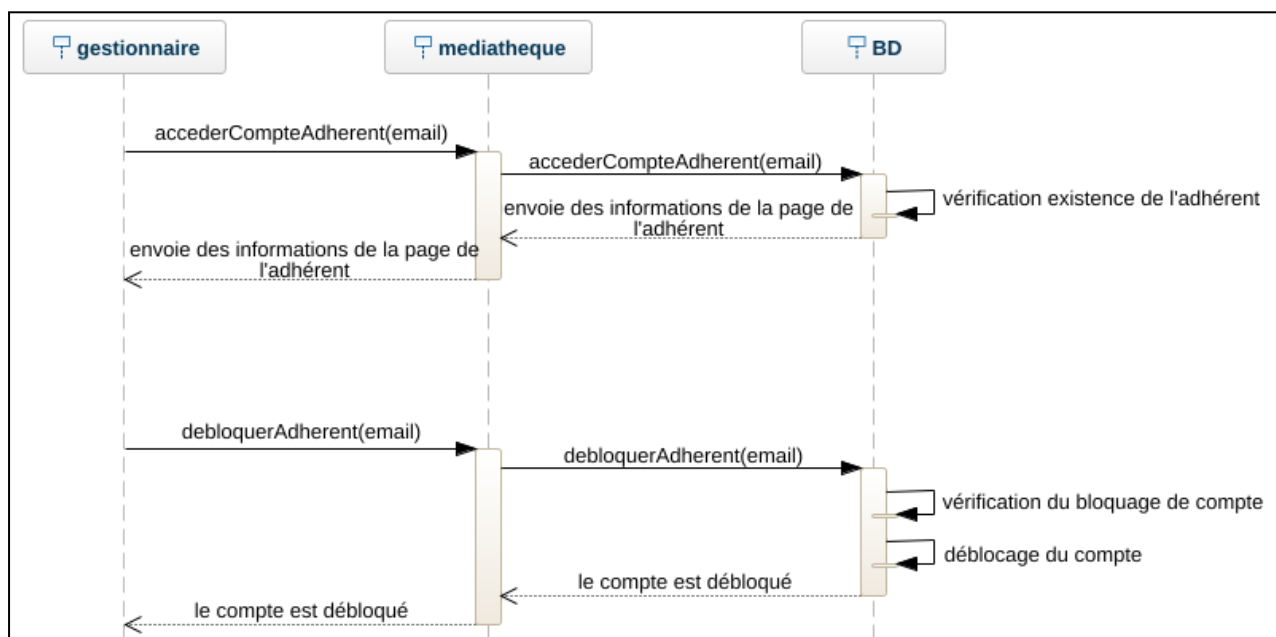 gestionnaire
mediatheque
BD
accederCompteAdherent(email)
accederCompteAdherent(email)
vérification existence de l'adhérent
envoie des informations de la page de
l'adhérent
envoie des informations de la page de
l'adhérent
debloquerAdherent(email)
debloquerAdherent(email)
vérification du bloquage de compte
déblocage du compte
le compte est débloqué
le compte est débloqué